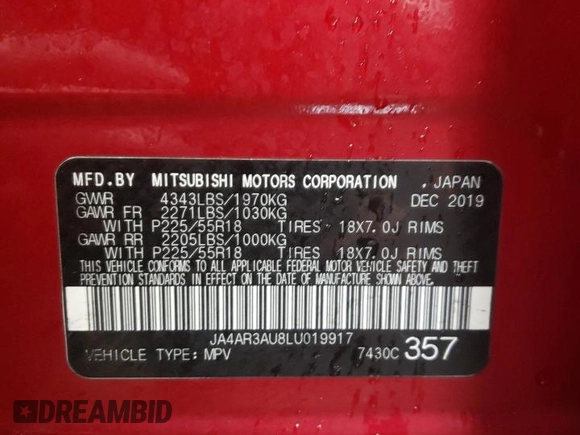 MFD.BY MITSUBISHI MOTORS CORPORATION , JAPAN
GVWR 4343LBS/1970KG DEC 2019
GAWR FR 2271LBS/1030KG
WITH P225/55R18 TIRES 18X7.0J RIMS
GAWR RR 2205LBS/1000KG
WITH P225/55R18 TIRES 18X7.0J RIMS
THIS VEHICLE CONFORMS TO ALL APPLICABLE FEDERAL MOTOR VEHICLE SAFETY AND
THEFT PREVENTION STANDARDS IN EFFECT ON THE DATE OF MANUFACTURE SHOWN ABOVE.
JA4AR3AU8LU019917
VEHICLE TYPE:MPV 7430C 357
DREAMBID